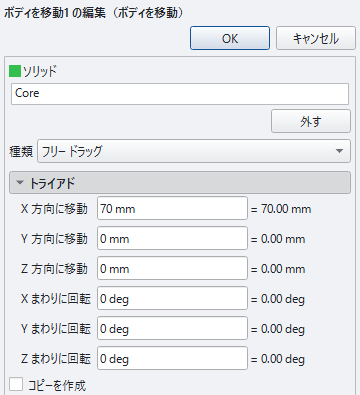 ボディを移動1 の編集（ボディを移動）
OK キャンセル
ソリッド
Core
外す
種類 フリー ドラッグ
トライアド
X 方向に移動 70 mm = 70.00 mm
Y 方向に移動 0 mm = 0.00 mm
Z 方向に移動 0 mm = 0.00 mm
X まわりに回転 0 deg = 0.00 deg
Y まわりに回転 0 deg = 0.00 deg
Z まわりに回転 0 deg = 0.00 deg
コピーを作成